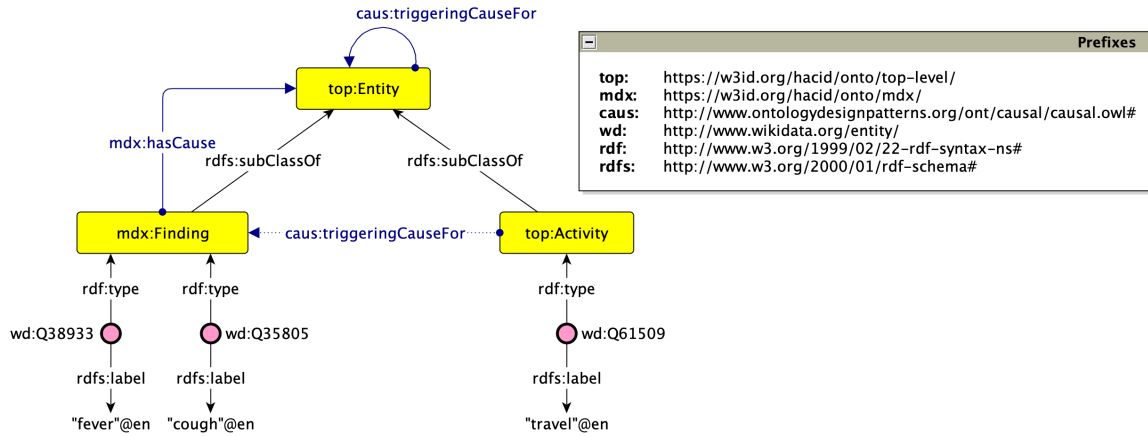 caus:triggeringCauseFor
Prefixes
top: https://w3id.org/hacid/onto/top-level/
mdx: https://w3id.org/hacid/onto/mdx/
caus: http://www.ontologydesignpatterns.org/ont/causal/causal.owl#
wd: http://www.wikidata.org/entity/
rdf: http://www.w3.org/1999/02/22-rdf-syntax-ns#
rdfs: http://www.w3.org/2000/01/rdf-schema#
top:Entity
mdx:hasCause
rdfs:subClassOf rdfs:subClassOf
mdx:Finding caus:triggeringCauseFor top:Activity
rdf:type rdf:type rdf:type
wd:Q38933 wd:Q35805 wd:Q61509
rdfs:label rdfs:label rdfs:label
"fever"@en "cough"@en "travel"@en